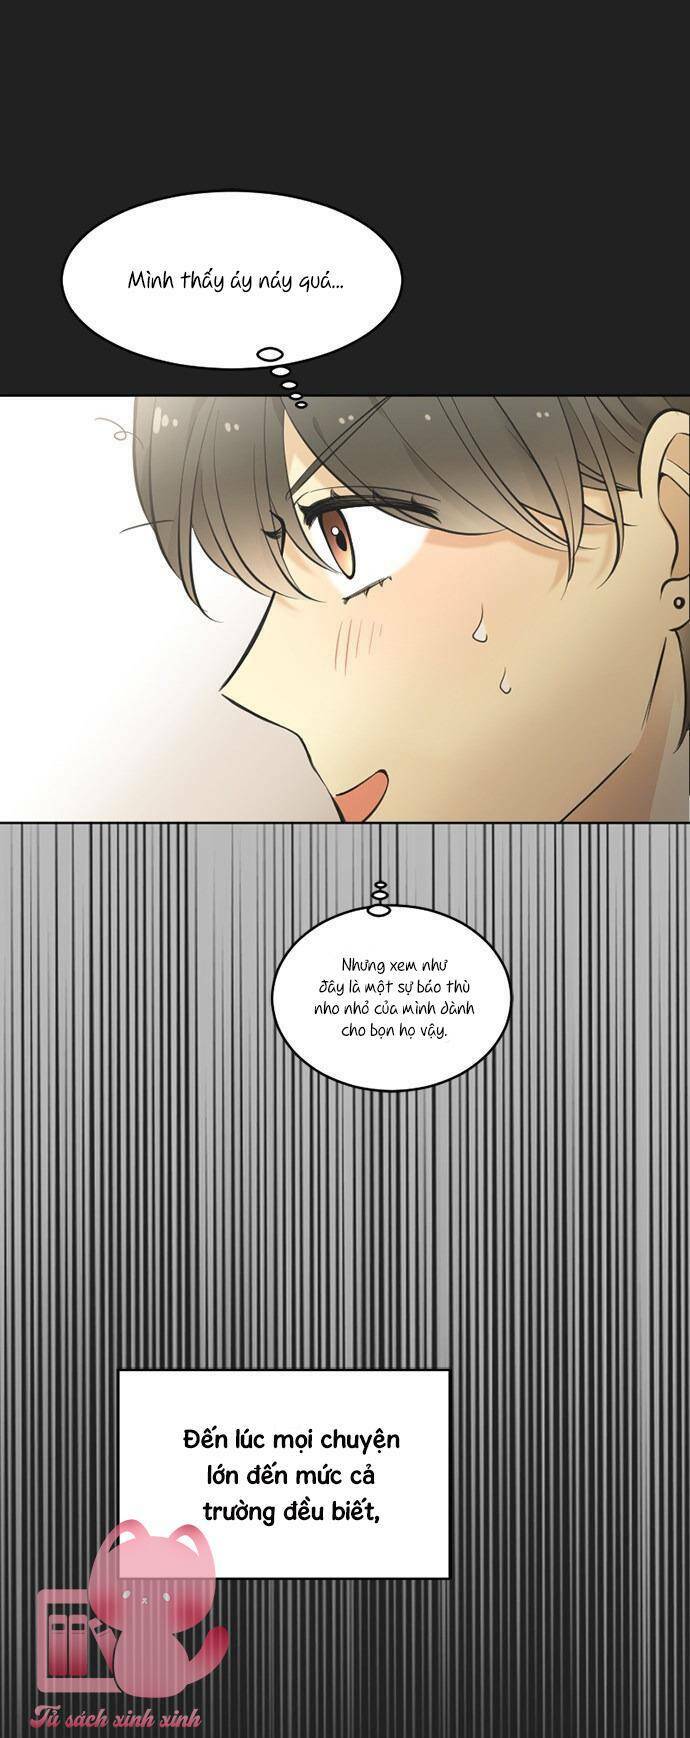 Mình thấy áy náy quá...
Nhưng xem như
đây là một sự báo thù
nho nhỏ của mình dành
cho bọn họ vậy.
Đến lúc mọi chuyện
lớn đến mức cả
trường đều biết,
Tủ sách xinh xinh